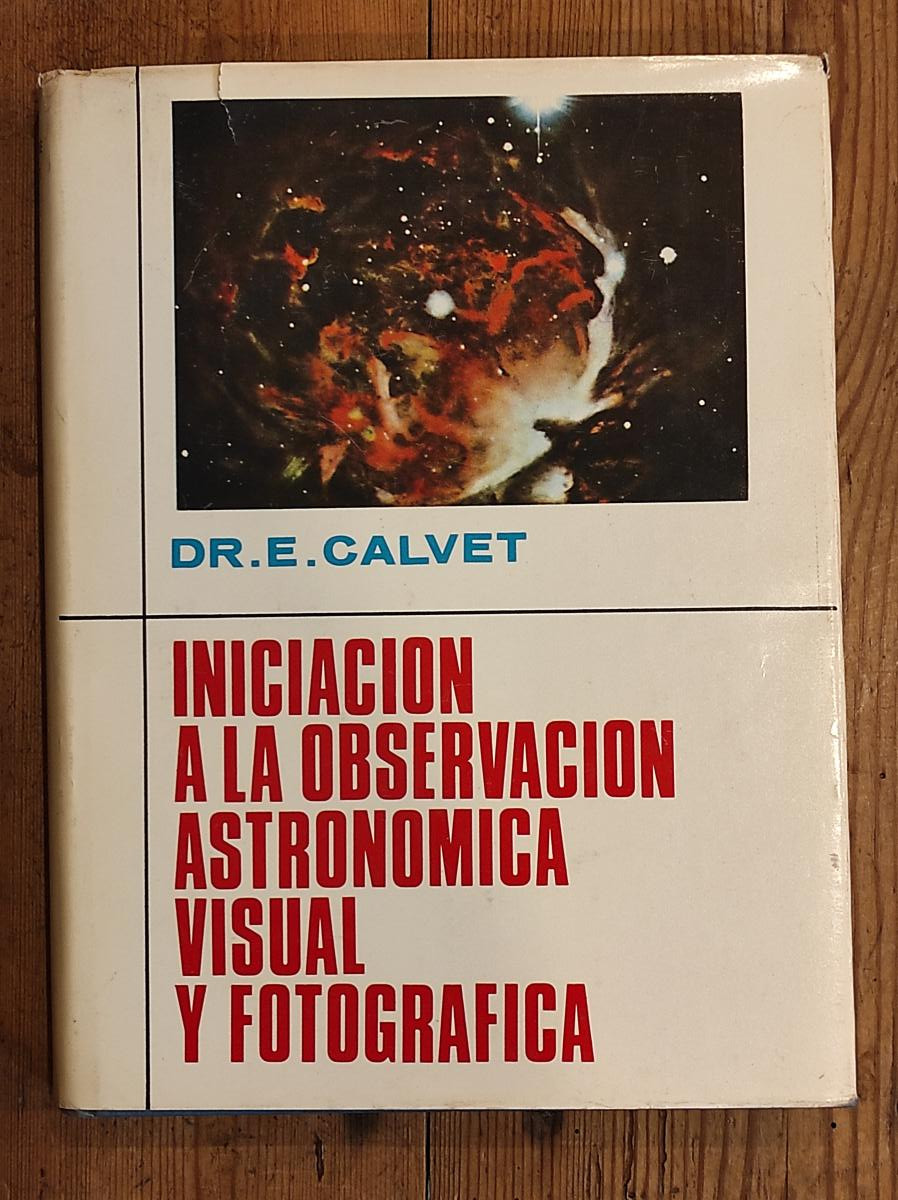 DR.E.CALVET
INICIACION
A LA OBSERVACION
ASTRONOMICA
VISUAL
Y FOTOGRAFICA